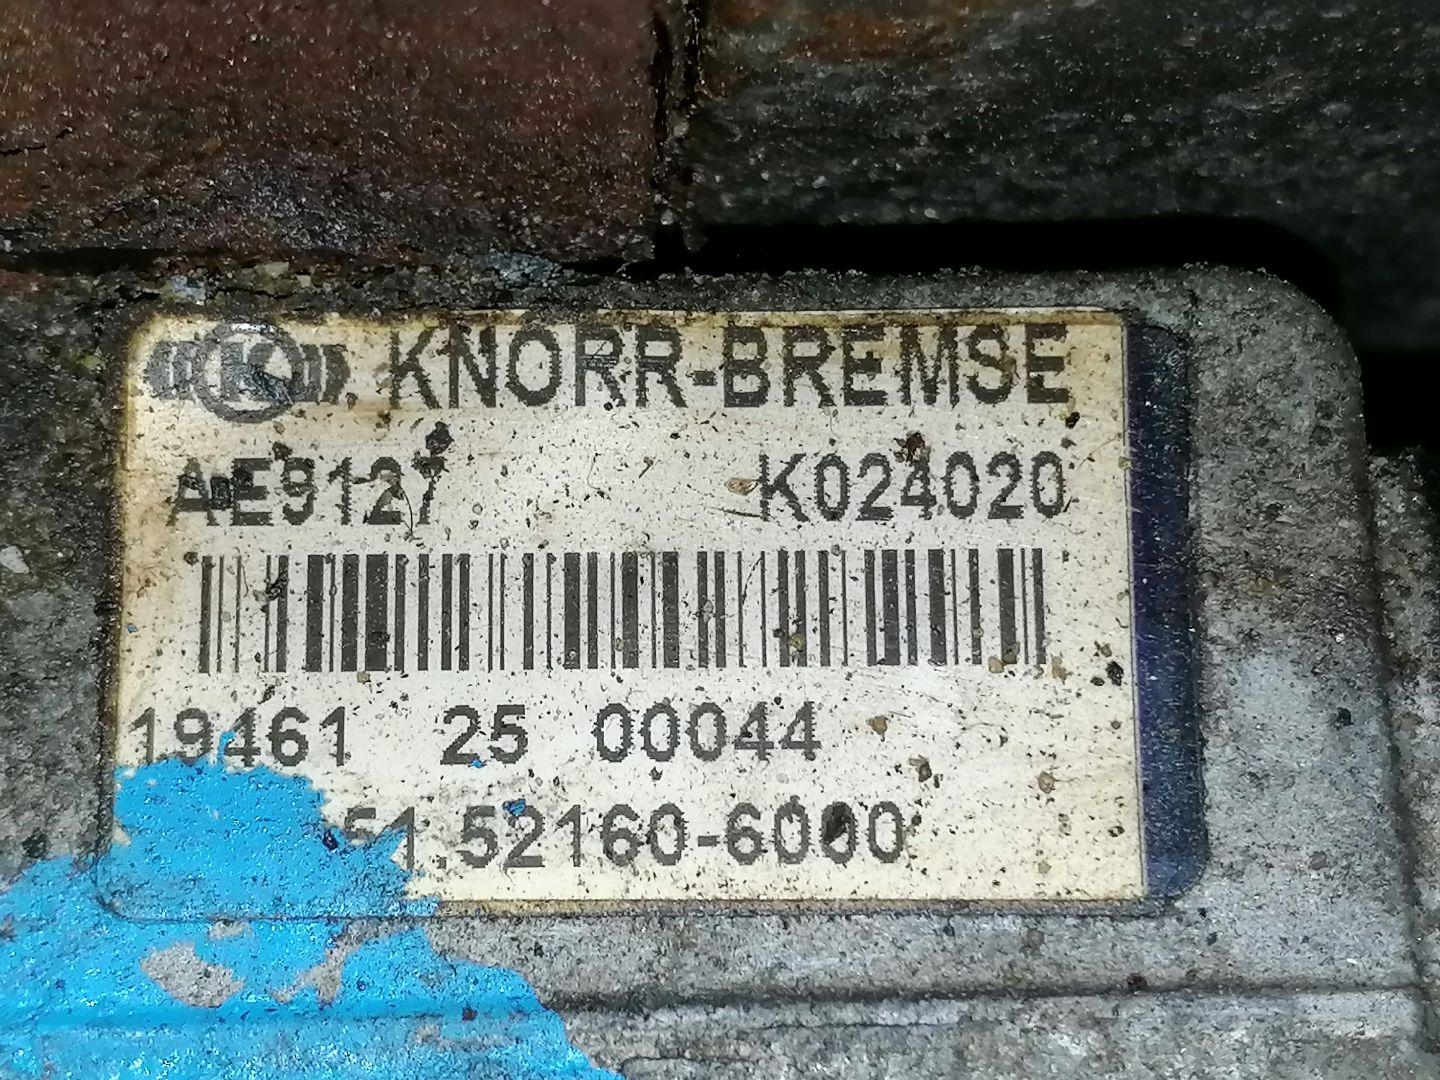 K KNORR-BREMSE
AE9127 K024020
19461 25 00044
51.52160-6000